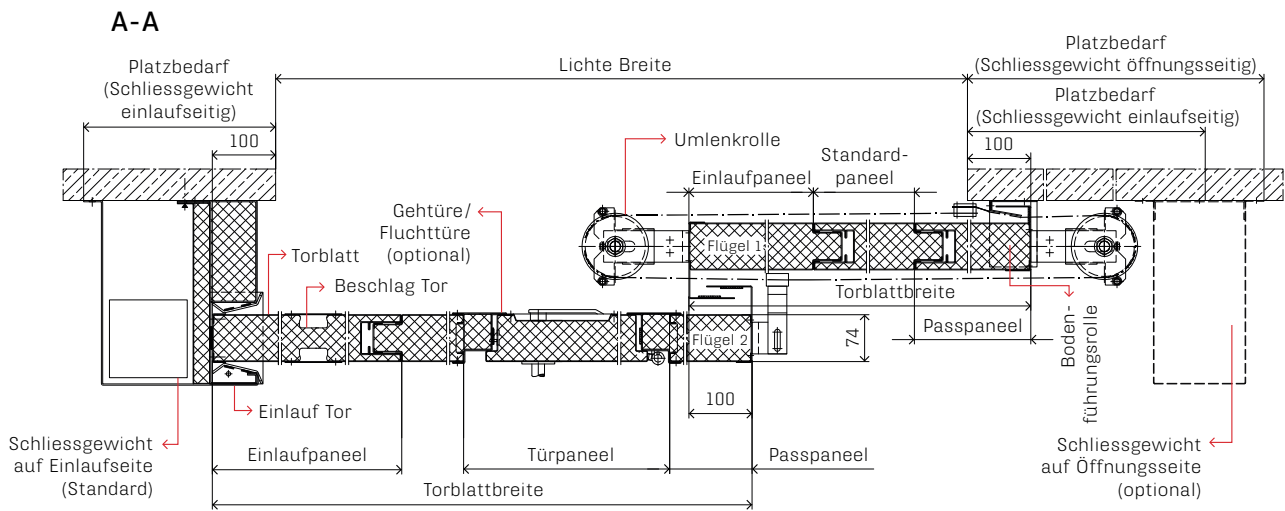 A-A
Platzbedarf
(Schliessgewicht
einlaufseitig)
100
Lichte Breite
Platzbedarf
(Schliessgewicht öffnungsseitig)
Platzbedarf
(Schliessgewicht einlaufseitig)
100
Umlenkrolle
Standard-
paneel
Einlaufpaneel
Gehtüre/
Fluchttüre
(optional)
Torblatt
Beschlag Tor
Flügel 1
Torblattbreite
Passpaneel
Boden-
führungsrolle
Flügel 2
74
100
Einlauf Tor
Schliessgewicht
auf Einlaufseite
(Standard)
Einlaufpaneel
Türpaneel
Passpaneel
Torblattbreite
Schliessgewicht
auf Öffnungsseite
(optional)